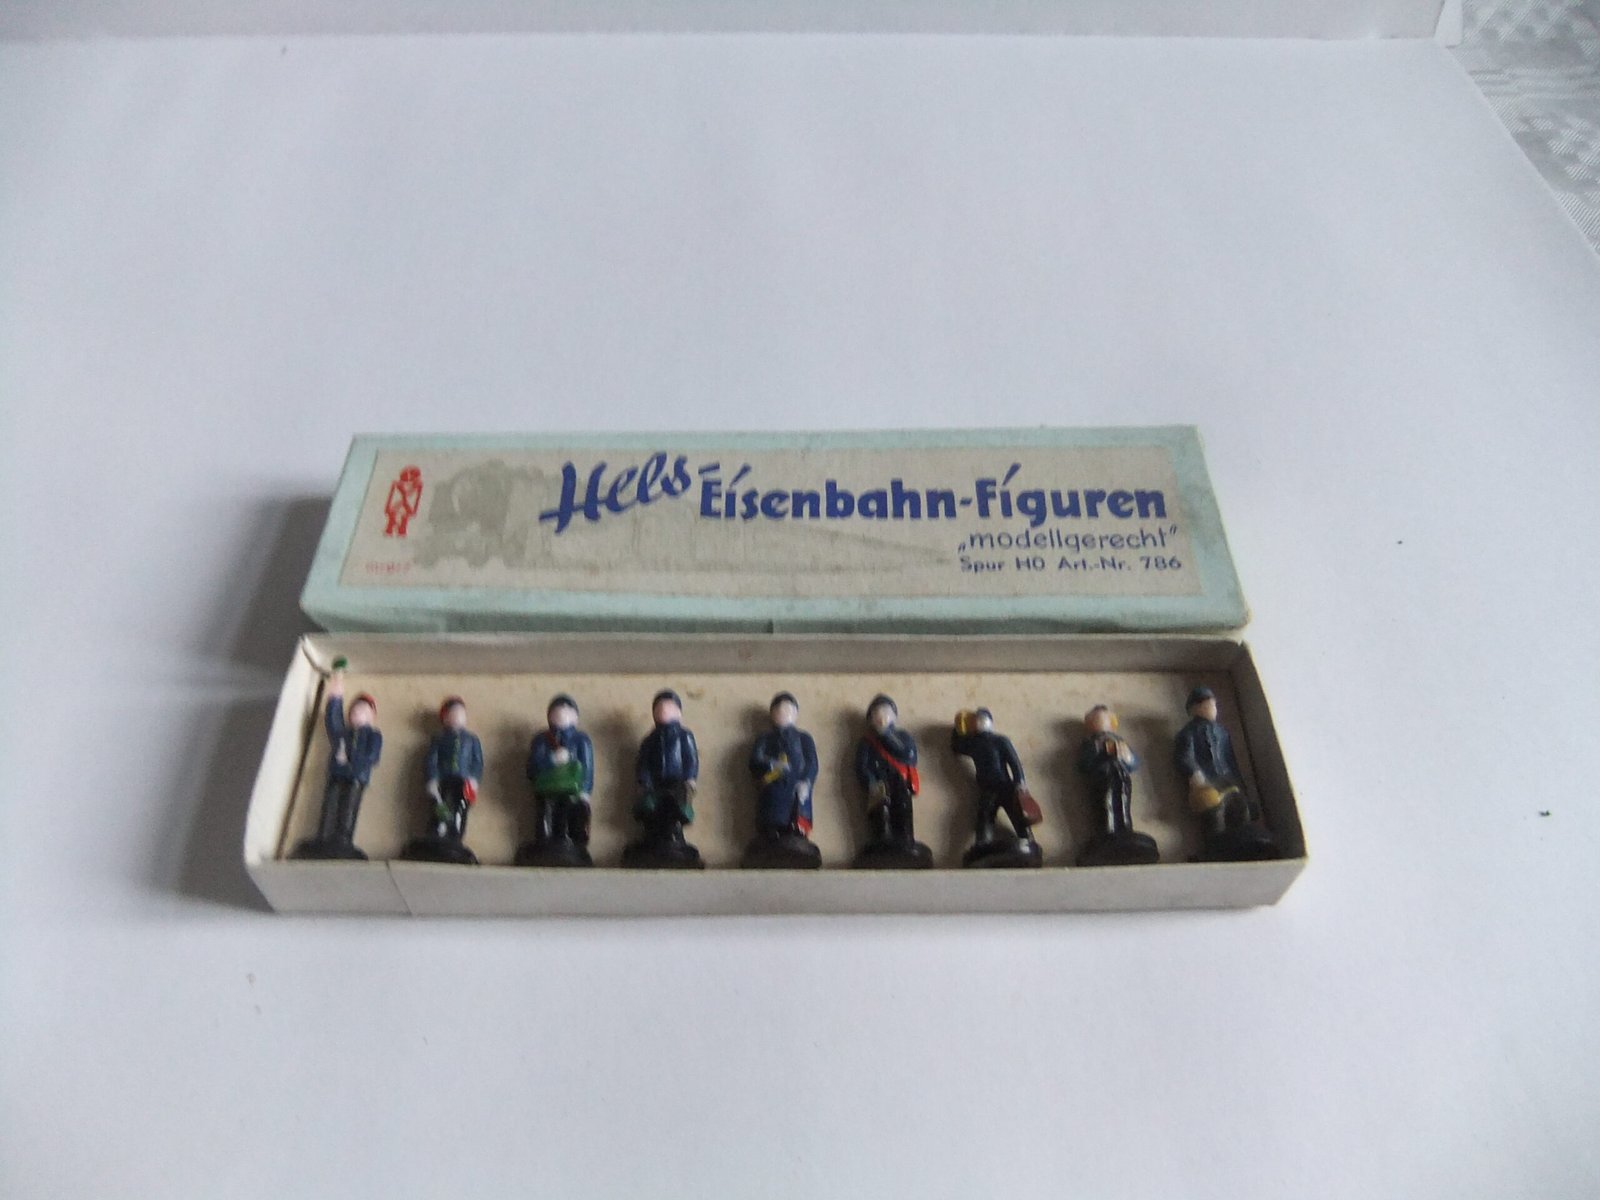 Hels-Eisenbahn-Figuren
„modellgerecht“
Spur H0 Art.-Nr. 786